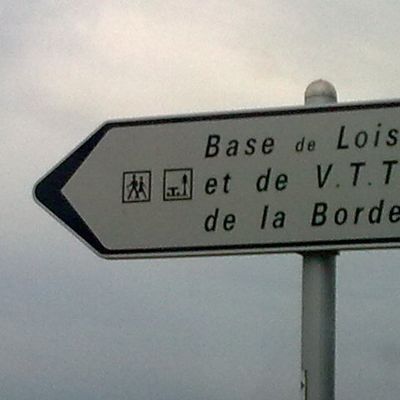 Base de Lois
et de V.T.T
de la Borde